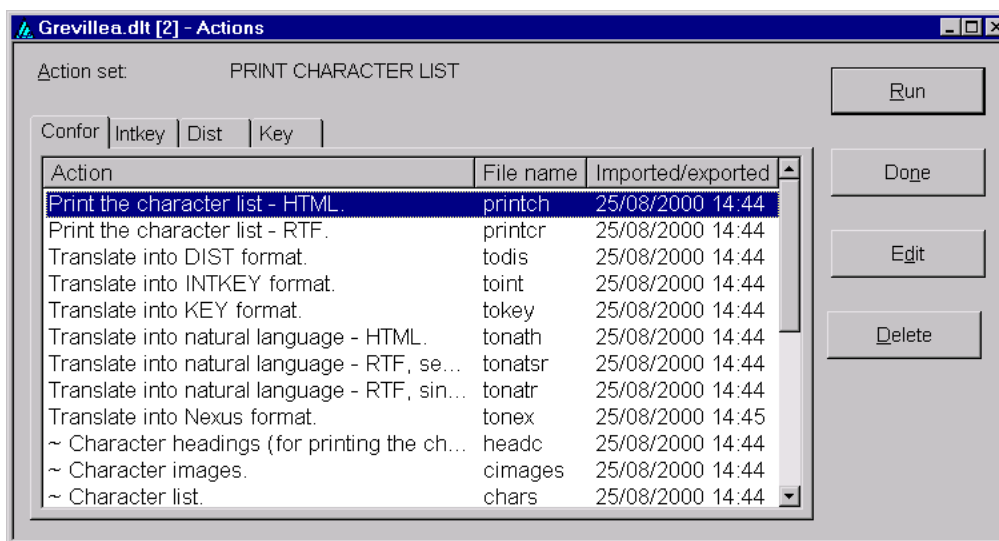 Grevillea.dlt [2] - Actions
Action set: PRINT CHARACTER LIST
Run
Confor Intkey Dist Key
Action File name Imported/exported
Done
Print the character list - HTML. printch 25/08/2000 14:44
Print the character list - RTF. printcr 25/08/2000 14:44
Translate into DIST format. todis 25/08/2000 14:44
Edit
Translate into INTKEY format. toint 25/08/2000 14:44
Translate into KEY format. tokey 25/08/2000 14:44
Translate into natural language - HTML. tonath 25/08/2000 14:44
Delete
Translate into natural language - RTF, se... tonatsr 25/08/2000 14:44
Translate into natural language - RTF, sin... tonatr 25/08/2000 14:44
Translate into Nexus format. tonex 25/08/2000 14:45
~ Character headings (for printing the ch... headc 25/08/2000 14:44
~ Character images. cimages 25/08/2000 14:44
~ Character list. chars 25/08/2000 14:44